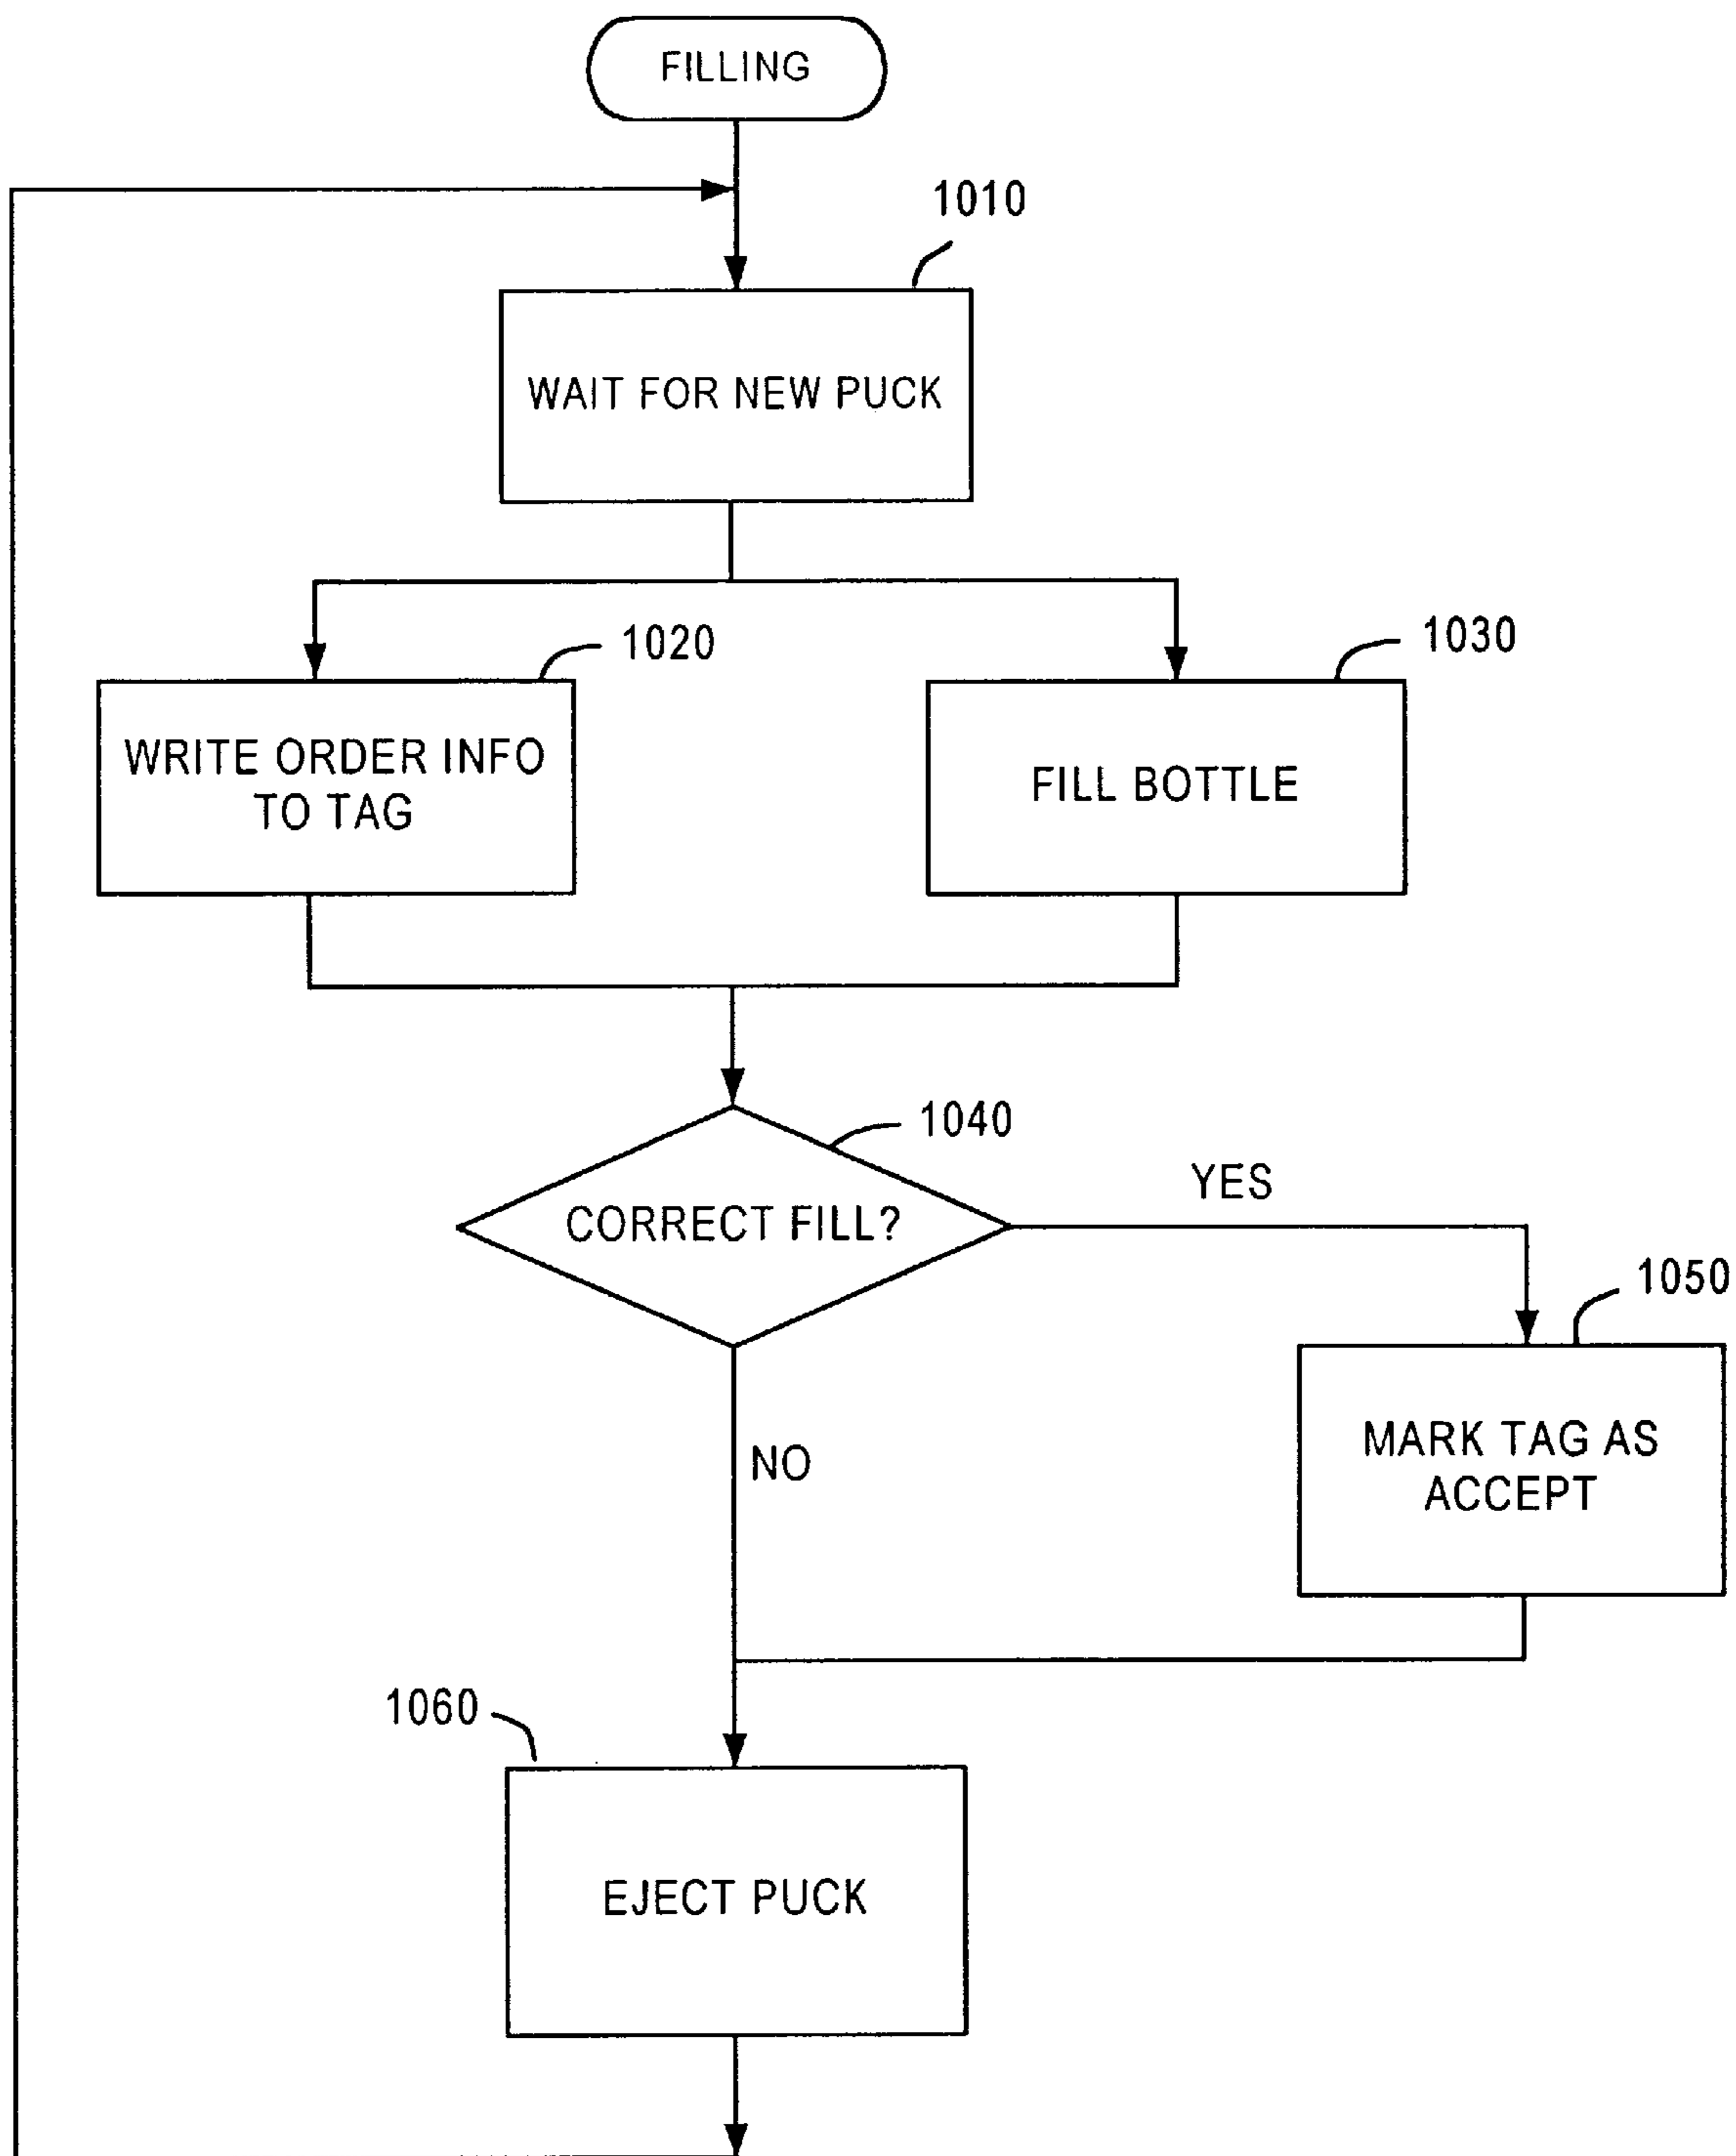 FILLING
1010
WAIT FOR NEW PUCK
1020
1030
WRITE ORDER INFO
TO TAG
FILL BOTTLE
1040
YES
CORRECT FILL?
1050
MARK TAG AS
ACCEPT
NO
1060
EJECT PUCK